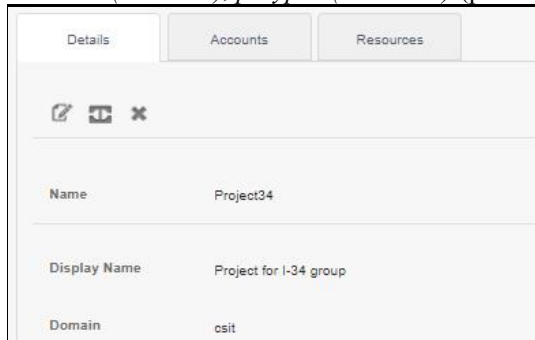 Details Accounts Resources
Name Project34
Display Name Project for I-34 group
Domain csit